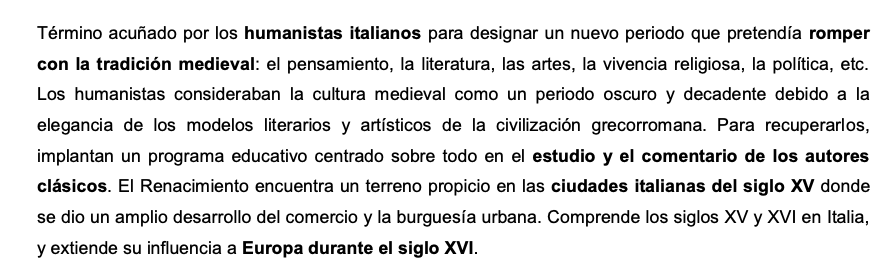 Término acuñado por los humanistas italianos para designar un nuevo periodo que pretendía romper
con la tradición medieval: el pensamiento, la literatura, las artes, la vivencia religiosa, la política, etc.
Los humanistas consideraban la cultura medieval como un periodo oscuro y decadente debido a la
elegancia de los modelos literarios y artísticos de la civilización grecorromana. Para recuperarlos,
implantan un programa educativo centrado sobre todo en el estudio y el comentario de los autores
clásicos. El Renacimiento encuentra un terreno propicio en las ciudades italianas del siglo XV donde
se dio un amplio desarrollo del comercio y la burguesía urbana. Comprende los siglos XV y XVI en Italia,
y extiende su influencia a Europa durante el siglo XVI.